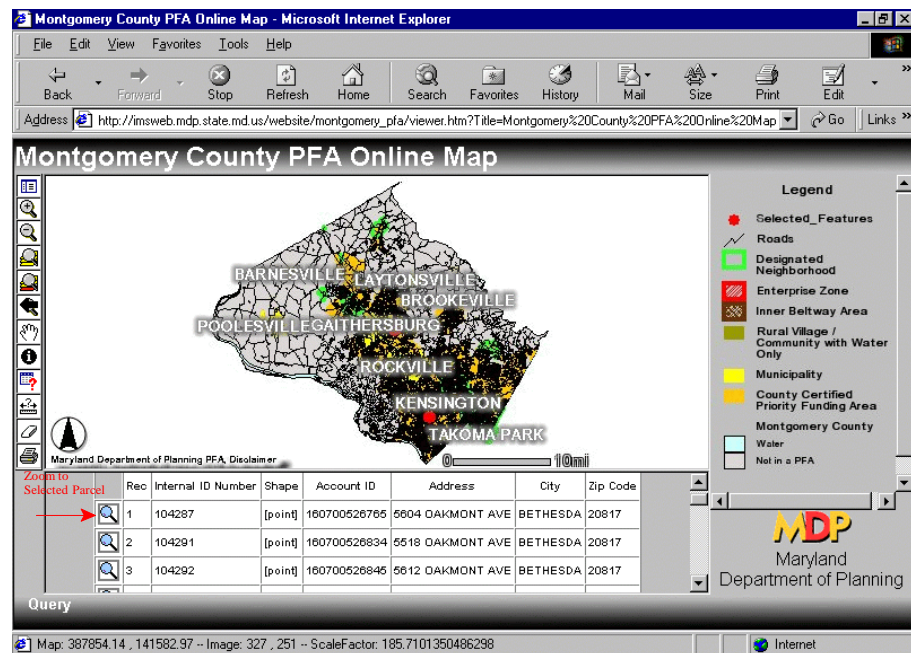 Montgomery County PFA Online Map - Microsoft Internet Explorer
File Edit View Favorites Tools Help
Back Forward Stop Refresh Home Search Favorites History Mail Size Print Edit »
Address http://imsweb.mdp.state.md.us/website/montgomery_pfa/viewer.htm?Title=Montgomery%20County%20PFA%20Online%20Map Go Links »
Montgomery County PFA Online Map
BARNESVILLE LAYTONSVILLE
BROOKEVILLE
POOLESVILLE GAITHERSBURG
ROCKVILLE
KENSINGTON
TAKOMA PARK
Maryland Department of Planning PFA, Disclaimer
0 10mi
Legend
Selected_Features
Roads
Designated
Neighborhood
Enterprise Zone
Inner Beltway Area
Rural Village /
Community with Water
Only
Municipality
County Certified
Priority Funding Area
Montgomery County
Water
Not in a PFA
Zoom to
Selected Parcel
Rec Internal ID Number Shape Account ID Address City Zip Code
1 104287 [point] 160700526765 5604 OAKMONT AVE BETHESDA 20817
2 104291 [point] 160700526834 5518 OAKMONT AVE BETHESDA 20817
3 104292 [point] 160700526845 5612 OAKMONT AVE BETHESDA 20817
MDP
Maryland
Department of Planning
Query
Map: 387854.14 , 141582.97 -- Image: 327 , 251 -- ScaleFactor: 185.7101350486298
Internet